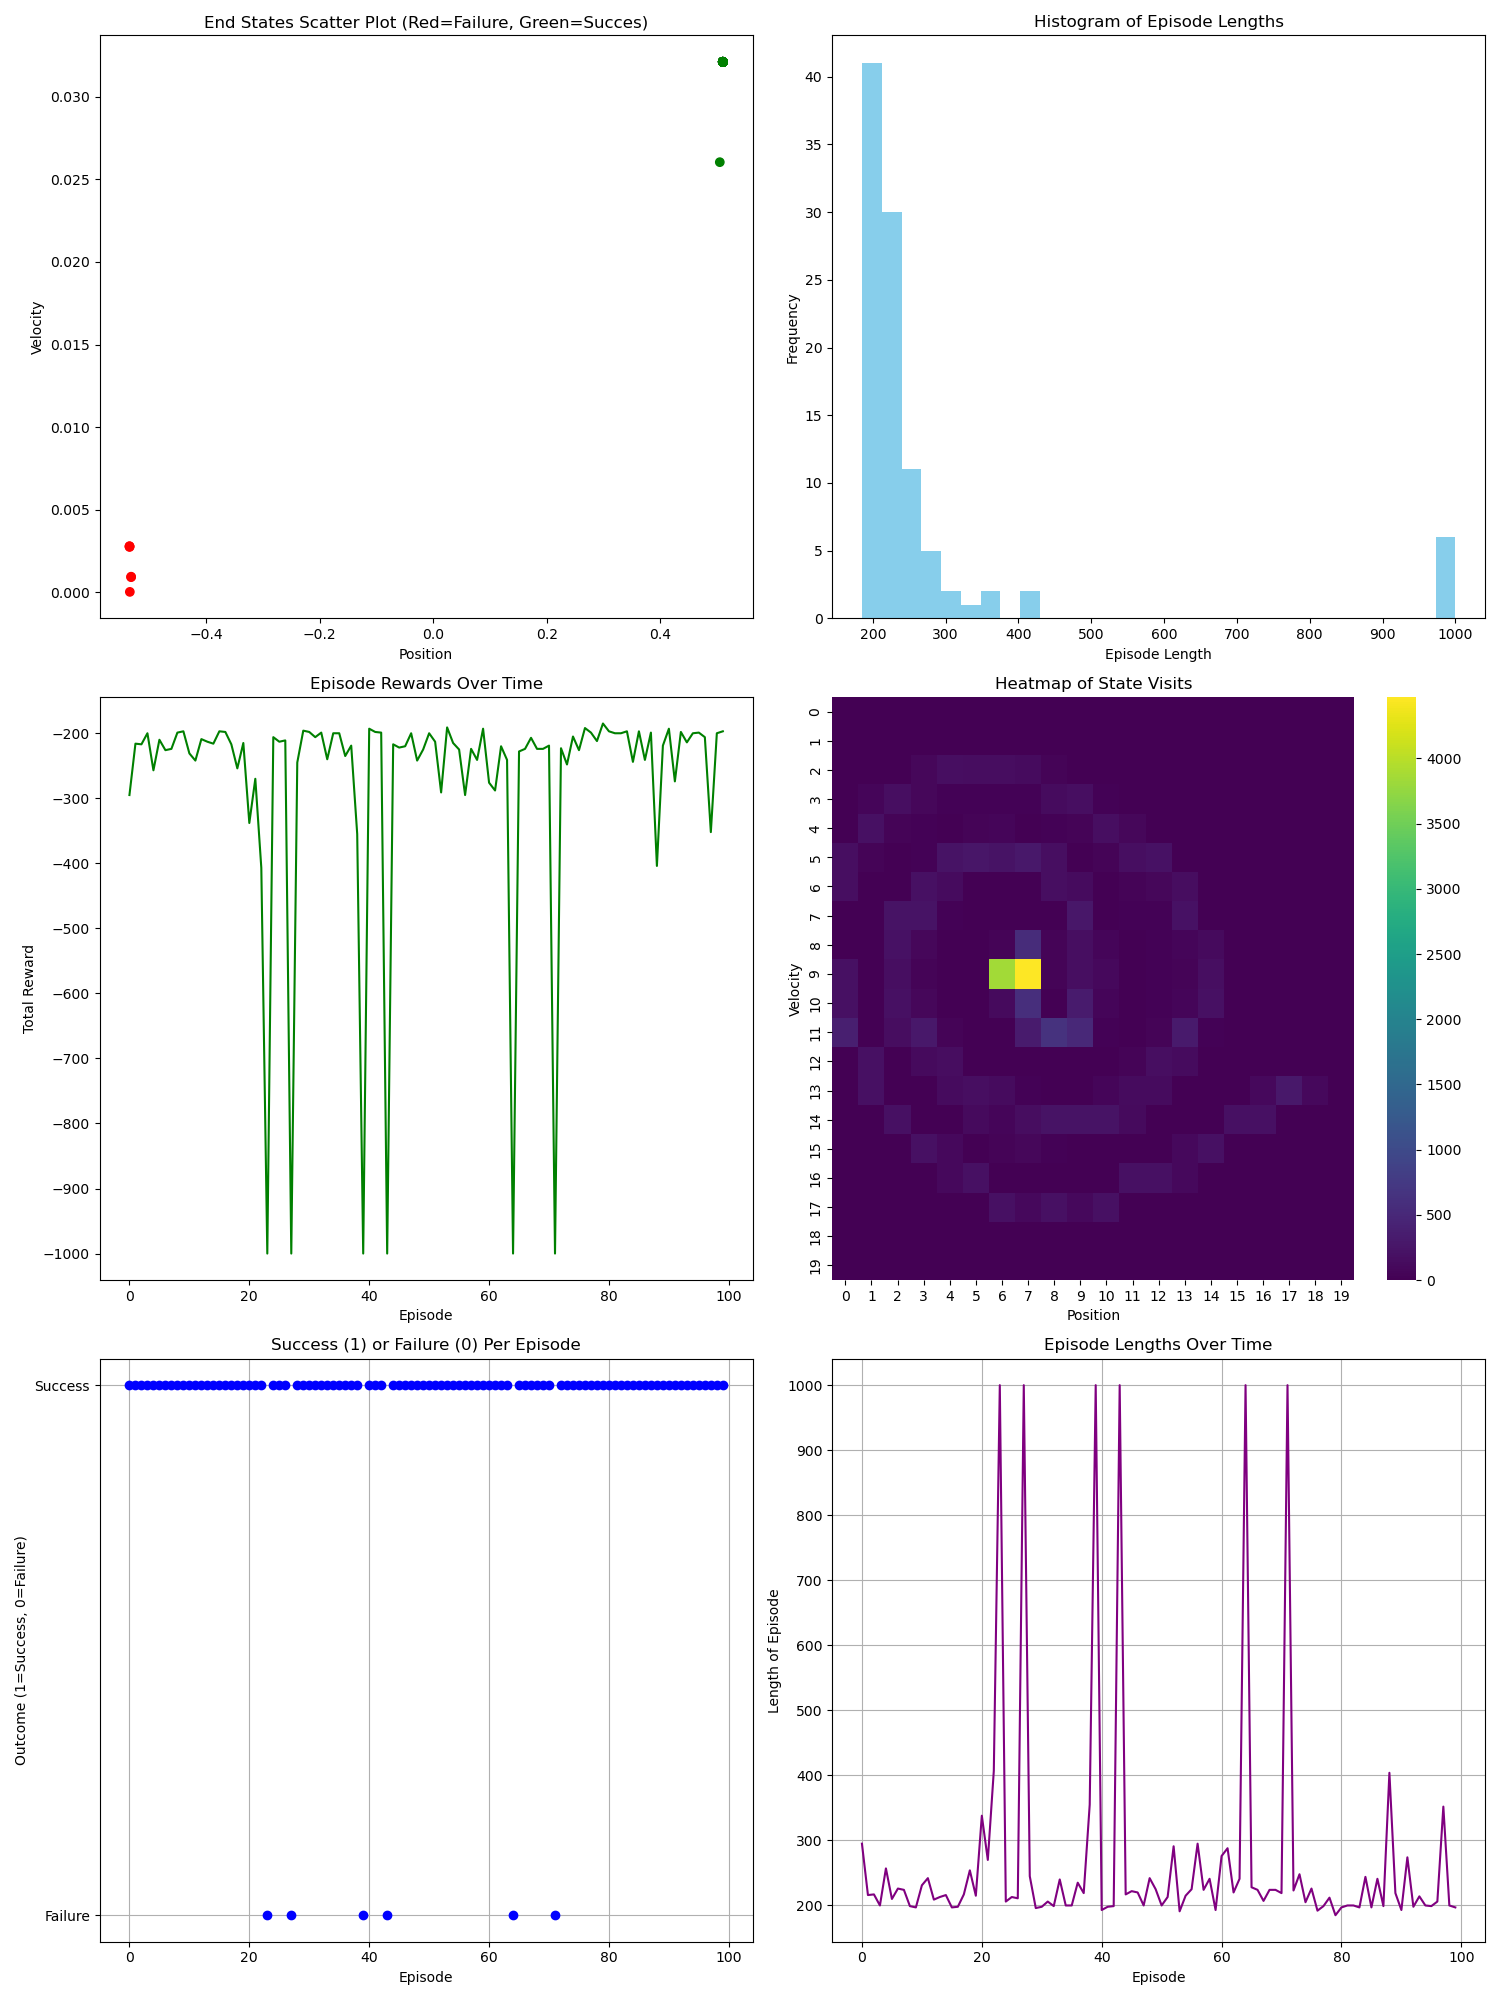 End States Scatter Plot (Red=Failure, Green=Succes)
0.030
0.025
0.020
0.015
0.010
0.005
0.000
Velocity
−0.4 −0.2 0.0 0.2 0.4
Position
Histogram of Episode Lengths
40
35
30
25
20
15
10
5
0
Frequency
200 300 400 500 600 700 800 900 1000
Episode Length
Episode Rewards Over Time
−200
−300
−400
−500
−600
−700
−800
−900
−1000
Total Reward
0 20 40 60 80 100
Episode
Heatmap of State Visits
0
1
2
3
4
5
6
7
8
9
10
11
12
13
14
15
16
17
18
19
Velocity
0 1 2 3 4 5 6 7 8 9 10 11 12 13 14 15 16 17 18 19
Position
4000
3500
3000
2500
2000
1500
1000
500
0
Success (1) or Failure (0) Per Episode
Success
Failure
Outcome (1=Success, 0=Failure)
0 20 40 60 80 100
Episode
Episode Lengths Over Time
1000
900
800
700
600
500
400
300
200
Length of Episode
0 20 40 60 80 100
Episode